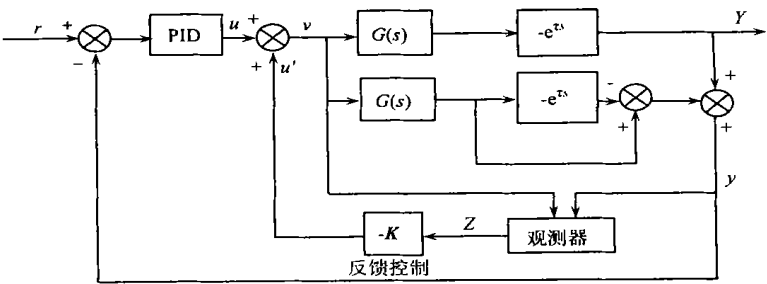 r + PID u + v G(s) -e^τs Y
− + u' + G(s) -e^τs - + +
+ y
-K Z 观测器
反馈控制